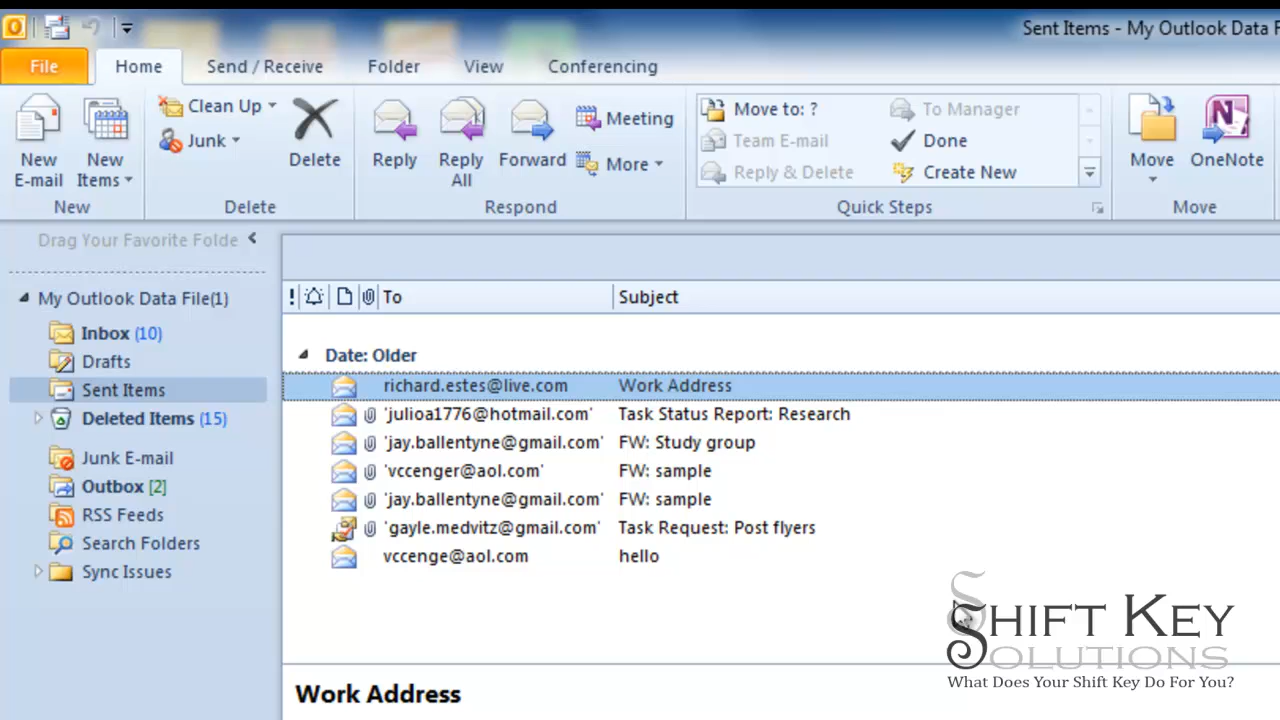 Sent Items - My Outlook Data F
File Home Send / Receive Folder View Conferencing
New E-mail
New Items
New
Clean Up
Junk
Delete
Delete
Reply
Reply All
Forward
Meeting
More
Respond
Move to: ?
Team E-mail
Reply & Delete
To Manager
Done
Create New
Quick Steps
Move
OneNote
Move
Drag Your Favorite Folde
My Outlook Data File(1)
Inbox (10)
Drafts
Sent Items
Deleted Items (15)
Junk E-mail
Outbox [2]
RSS Feeds
Search Folders
Sync Issues
To Subject
Date: Older
richard.estes@live.com Work Address
'julioa1776@hotmail.com' Task Status Report: Research
'jay.ballentyne@gmail.com' FW: Study group
'vccenger@aol.com' FW: sample
'jay.ballentyne@gmail.com' FW: sample
'gayle.medvitz@gmail.com' Task Request: Post flyers
vccenge@aol.com hello
Work Address
SHIFT KEY
SOLUTIONS
What Does Your Shift Key Do For You?